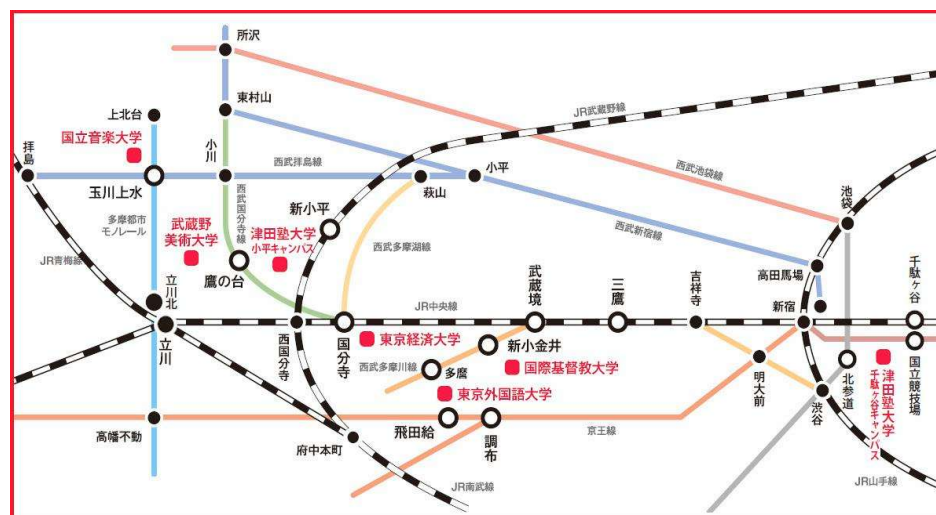 所沢
東村山
上北台
国立音楽大学
拝島
小川
西武拝島線
玉川上水
萩山
小平
JR武蔵野線
西武池袋線
池袋
多摩都市
モノレール
武蔵野
美術大学
西武国分寺線
津田塾大学
小平キャンパス
新小平
西武多摩湖線
西武新宿線
高田馬場
JR青梅線
鷹の台
立川北
立川
JR中央線
武蔵境
三鷹
吉祥寺
新宿
千駄ヶ谷
西国分寺
国分寺
東京経済大学
新小金井
西武多摩川線
多磨
国際基督教大学
東京外国語大学
明大前
渋谷
北参道
津田塾大学
千駄ヶ谷キャンパス
国立競技場
高幡不動
府中本町
飛田給
調布
京王線
JR南武線
JR山手線